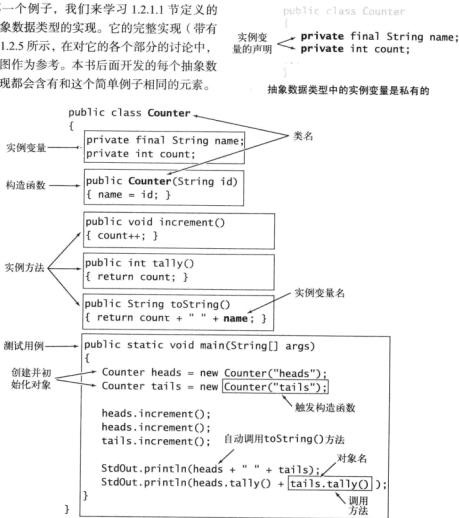 一个例子，我们来学习 1.2.1.1 节定义的
象数据类型的实现。它的完整实现（带有
1.2.5 所示，在对它的各个部分的讨论中，
图作为参考。本书后面开发的每个抽象数
现都会含有和这个简单例子相同的元素。
public class Counter
{
实例变
量的声明
private final String name;
private int count;
抽象数据类型中的实例变量是私有的
public class Counter
{
类名
实例变量
private final String name;
private int count;
构造函数
public Counter(String id)
{ name = id; }
public void increment()
{ count++; }
实例方法
public int tally()
{ return count; }
实例变量名
public String toString()
{ return count + " " + name; }
测试用例
public static void main(String[] args)
{
创建并初
始化对象
Counter heads = new Counter("heads");
Counter tails = new Counter("tails");
触发构造函数
heads.increment();
heads.increment();
tails.increment();
自动调用toString()方法
对象名
StdOut.println(heads + " " + tails);
StdOut.println(heads.tally() + tails.tally() );
}
调用
方法
}